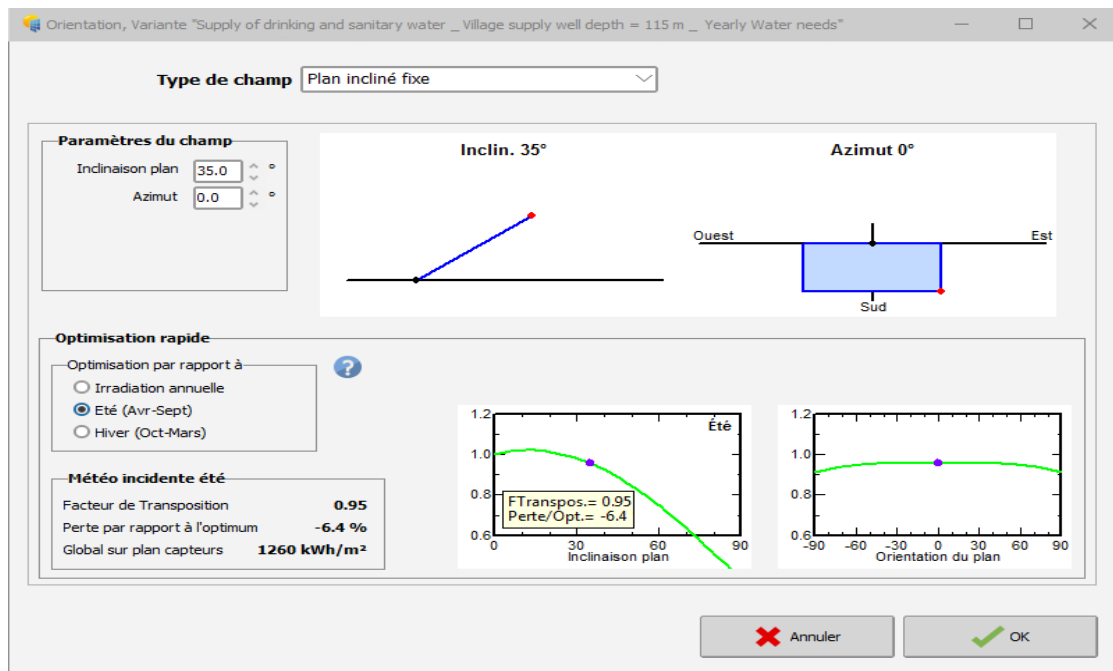 Orientation, Variante "Supply of drinking and sanitary water _ Village supply well depth = 115 m _ Yearly Water needs"
Type de champ Plan incliné fixe
Paramètres du champ
Inclinaison plan 35.0 °
Azimut 0.0 °
Inclin. 35°
Azimut 0°
Ouest
Est
Sud
Optimisation rapide
Optimisation par rapport à
Irradiation annuelle
Eté (Avr-Sept)
Hiver (Oct-Mars)
?
Météo incidente été
Facteur de Transposition 0.95
Perte par rapport à l'optimum -6.4 %
Global sur plan capteurs 1260 kWh/m²
1.2
1.0
0.8
0.6
Été
FTranspos.= 0.95
Perte/Opt.= -6.4
0 30 60 90
Inclinaison plan
1.2
1.0
0.8
0.6
-90 -60 -30 0 30 60 90
Orientation du plan
Annuler
OK